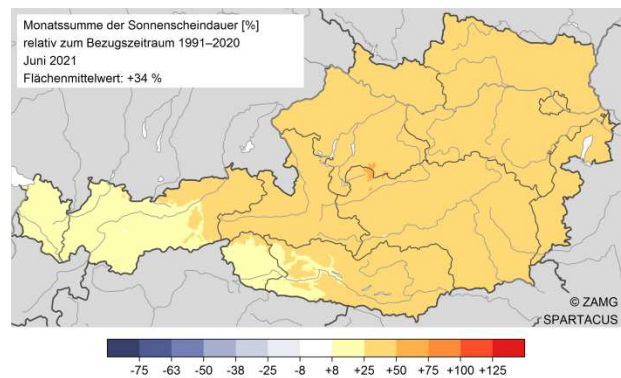 Monatssumme der Sonnenscheindauer [%]
relativ zum Bezugszeitraum 1991–2020
Juni 2021
Flächenmittelwert: +34 %
© ZAMG
SPARTACUS
-75 -63 -50 -38 -25 -8 +8 +25 +50 +75 +100 +125